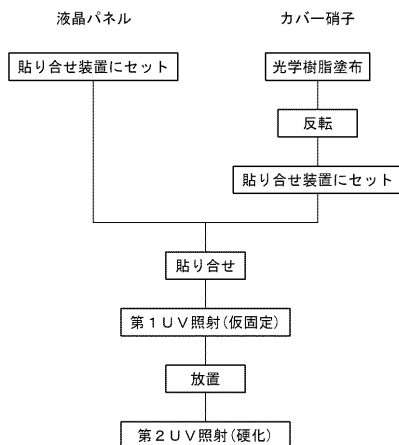 液晶パネル
カバー硝子
貼り合せ装置にセット
光学樹脂塗布
反転
貼り合せ装置にセット
貼り合せ
第1UV照射(仮固定)
放置
第2UV照射(硬化)